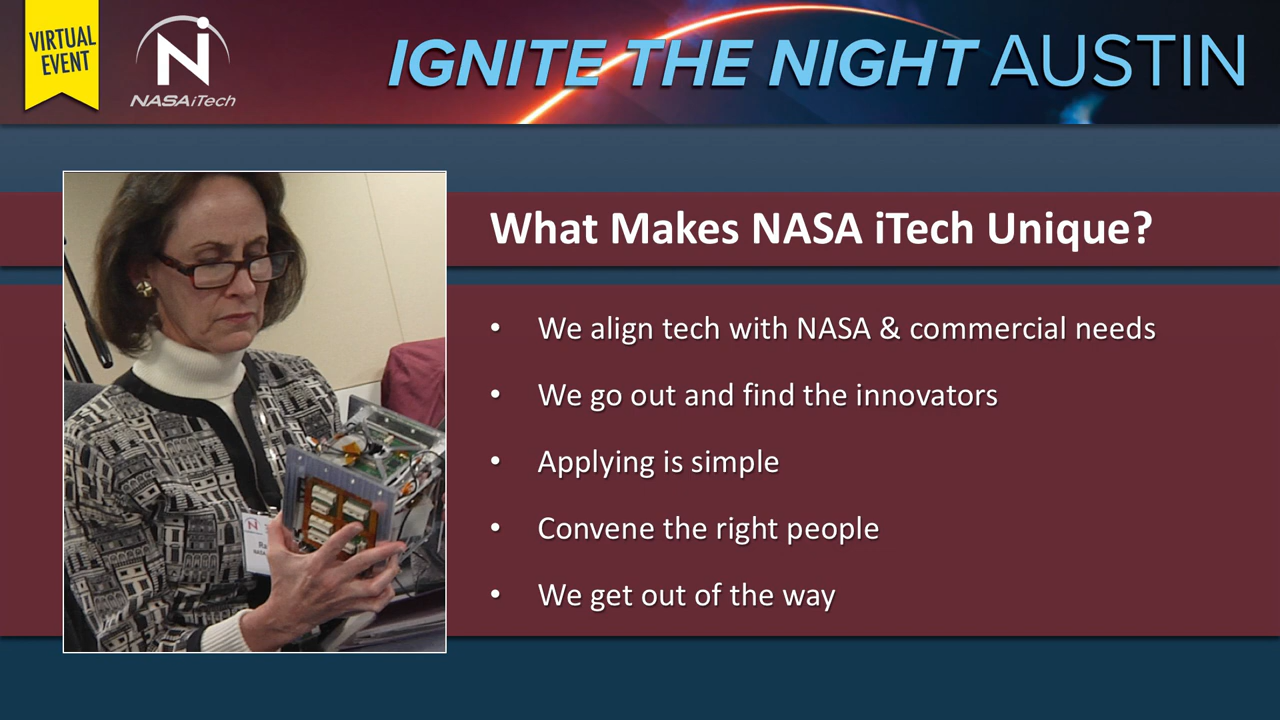 VIRTUAL
EVENT
Ni
NASAiTech
IGNITE THE NIGHT AUSTIN
What Makes NASA iTech Unique?
• We align tech with NASA & commercial needs
• We go out and find the innovators
• Applying is simple
• Convene the right people
• We get out of the way